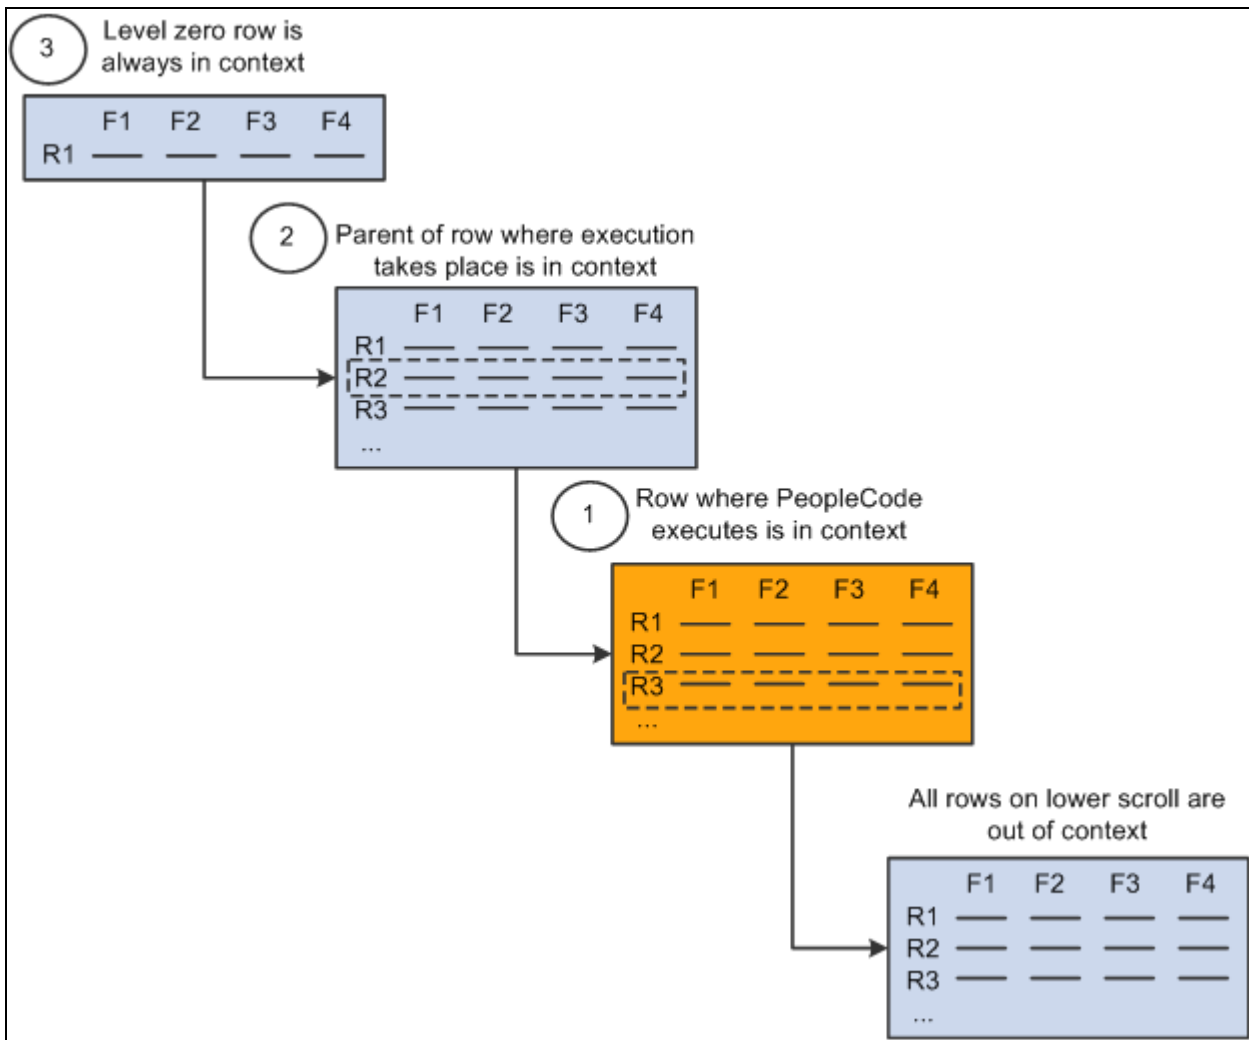 3
Level zero row is
always in context
F1 F2 F3 F4
R1
2
Parent of row where execution
takes place is in context
F1 F2 F3 F4
R1
R2
R3
...
1
Row where PeopleCode
executes is in context
F1 F2 F3 F4
R1
R2
R3
...
All rows on lower scroll are
out of context
F1 F2 F3 F4
R1
R2
R3
...